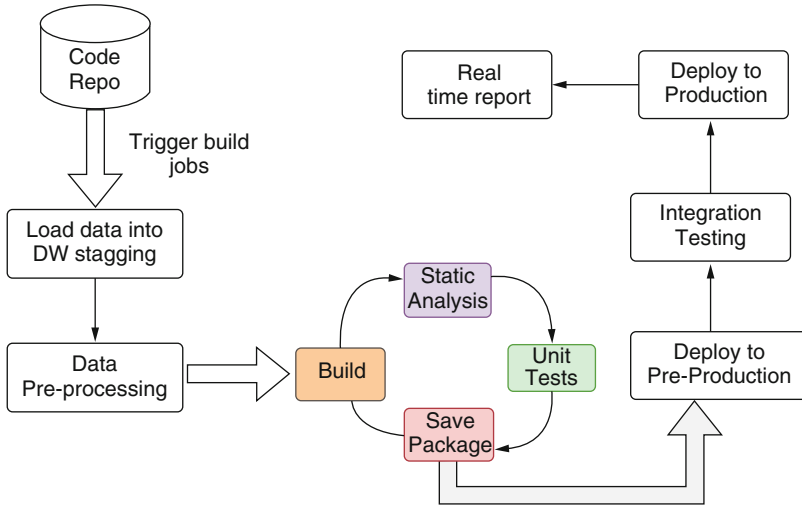 Code
Repo
Trigger build
jobs
Load data into
DW stagging
Data
Pre-processing
Build
Static
Analysis
Unit
Tests
Save
Package
Deploy to
Pre-Production
Integration
Testing
Deploy to
Production
Real
time report